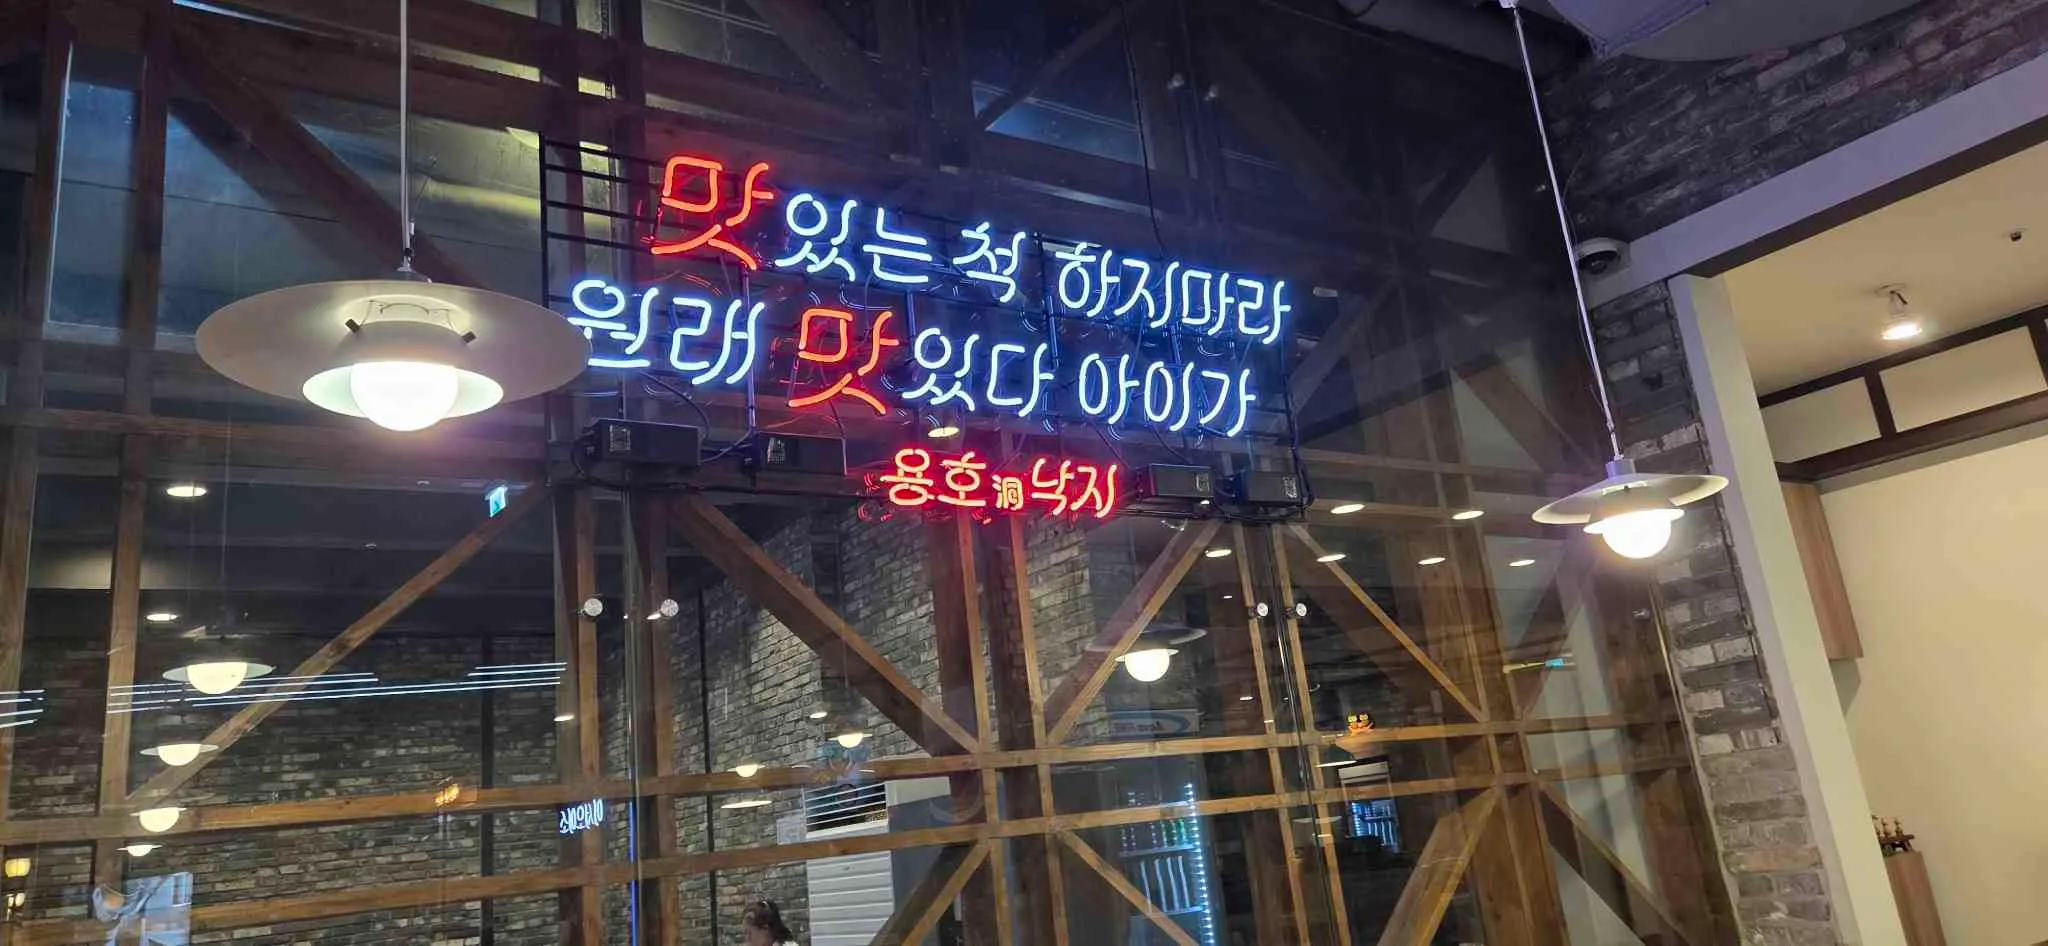 맛있는 척 하지마라
원래 맛있다 아이가
용호洞낙지